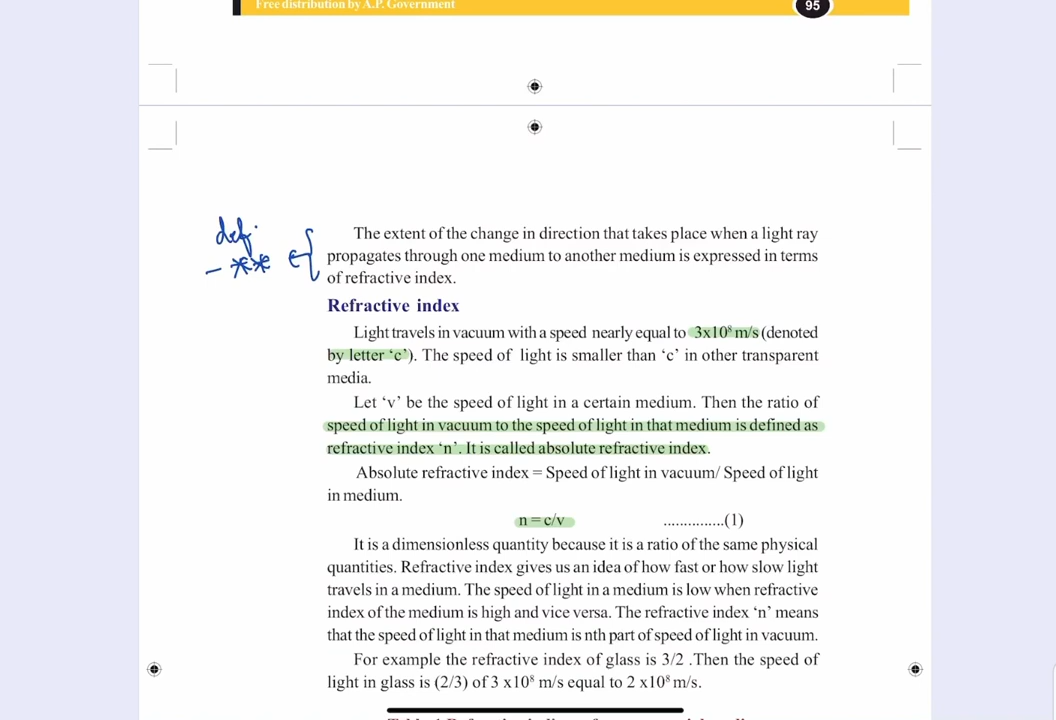 Free distribution by A.P. Government 95
def.
- **
The extent of the change in direction that takes place when a light ray
propagates through one medium to another medium is expressed in terms
of refractive index.
Refractive index
Light travels in vacuum with a speed nearly equal to 3x10⁸ m/s (denoted
by letter ‘c’). The speed of light is smaller than ‘c’ in other transparent
media.
Let ‘v’ be the speed of light in a certain medium. Then the ratio of
speed of light in vacuum to the speed of light in that medium is defined as
refractive index ‘n’. It is called absolute refractive index.
Absolute refractive index = Speed of light in vacuum/ Speed of light
in medium.
n = c/v ...............(1)
It is a dimensionless quantity because it is a ratio of the same physical
quantities. Refractive index gives us an idea of how fast or how slow light
travels in a medium. The speed of light in a medium is low when refractive
index of the medium is high and vice versa. The refractive index ‘n’ means
that the speed of light in that medium is nth part of speed of light in vacuum.
For example the refractive index of glass is 3/2 .Then the speed of
light in glass is (2/3) of 3 x10⁸ m/s equal to 2 x10⁸ m/s.